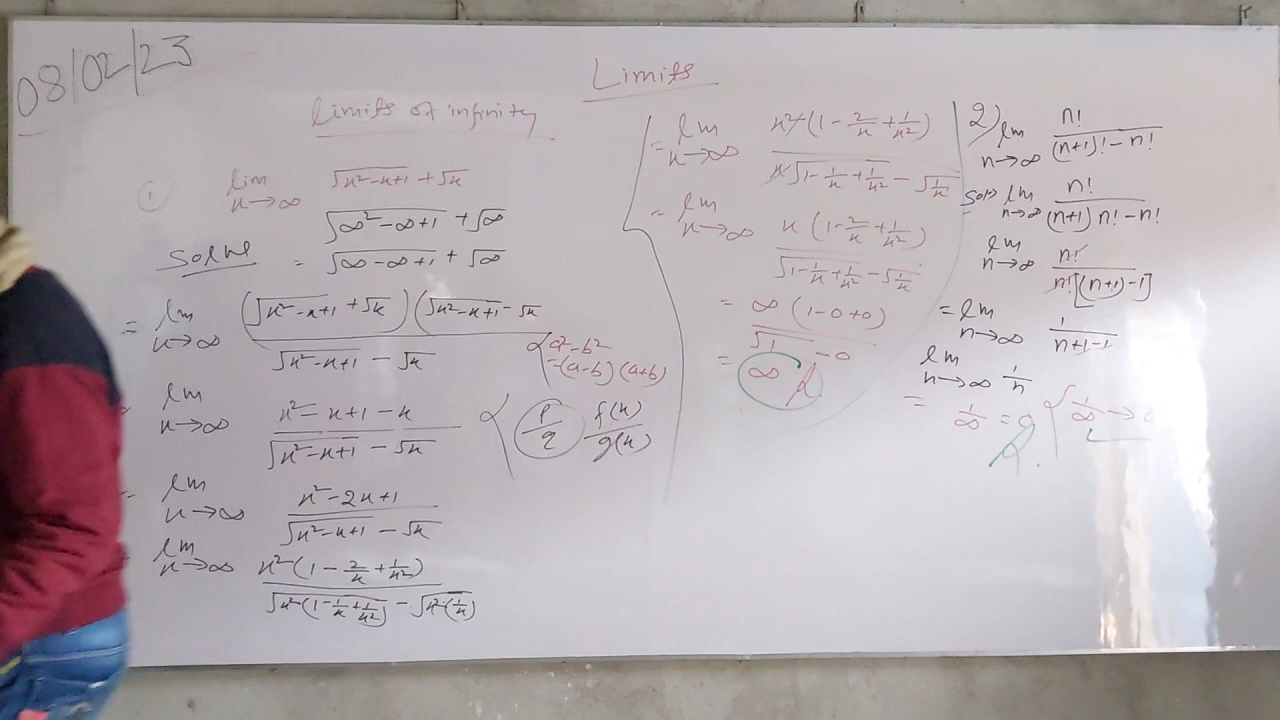 08/02/23
Limits
Limits of infinity
① lim x→∞ √(x²-x+1) + √x
√(∞²-∞+1) + √∞
Solve = √(∞-∞+1) + √∞
= lim x→∞ (√(x²-x+1) + √x)(√(x²-x+1) - √x) / √(x²-x+1) - √x
{a²-b²
=(a-b)(a+b)
= lim x→∞ x²-x+1-x / √(x²-x+1) - √x { p/q f(x)/g(x)
= lim x→∞ x²-2x+1 / √(x²-x+1) - √x
lim x→∞ x²(1 - 2/x + 1/x²) / √(x²(1 - 1/x + 1/x²)) - √(x²(1/x))
= lim x→∞ x²(1 - 2/x + 1/x²) / x√(1 - 1/x + 1/x²) - √(1/x)
= lim x→∞ x(1 - 2/x + 1/x²) / √(1 - 1/x + 1/x²) - √(1/x)
= ∞(1-0+0) / √1 - 0
= ∞
2) lim n→∞ n! / (n+1)! - n!
Sol⇒ lim n→∞ n! / (n+1) n! - n!
lim n→∞ n! / n![(n+1)-1]
= lim n→∞ 1 / n+1-1
lim n→∞ 1/n
= 1/∞ = 0 { 1/∞ → 0